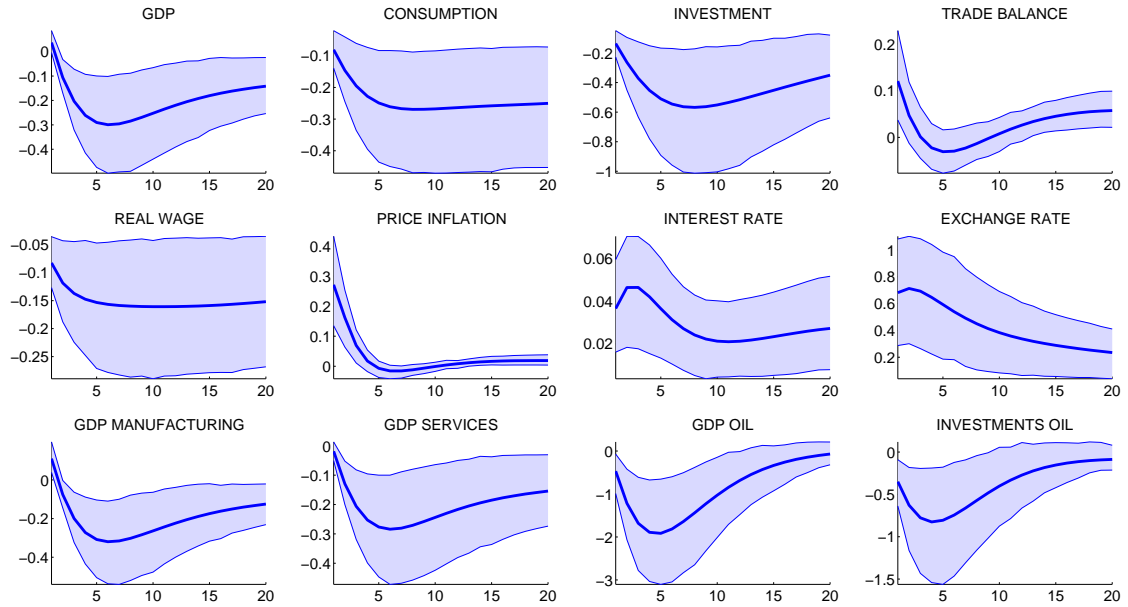 GDP CONSUMPTION INVESTMENT TRADE BALANCE
0 −0.1 −0.2 −0.3 −0.4
5 10 15 20
−0.1 −0.2 −0.3 −0.4
5 10 15 20
−0.2 −0.4 −0.6 −0.8 −1
5 10 15 20
0.2 0.1 0
5 10 15 20
REAL WAGE PRICE INFLATION INTEREST RATE EXCHANGE RATE
−0.05 −0.1 −0.15 −0.2 −0.25
5 10 15 20
0.4 0.3 0.2 0.1 0
5 10 15 20
0.06 0.04 0.02
5 10 15 20
1 0.8 0.6 0.4 0.2
5 10 15 20
GDP MANUFACTURING GDP SERVICES GDP OIL INVESTMENTS OIL
0 −0.2 −0.4
5 10 15 20
0 −0.1 −0.2 −0.3 −0.4
5 10 15 20
0 −1 −2 −3
5 10 15 20
0 −0.5 −1 −1.5
5 10 15 20